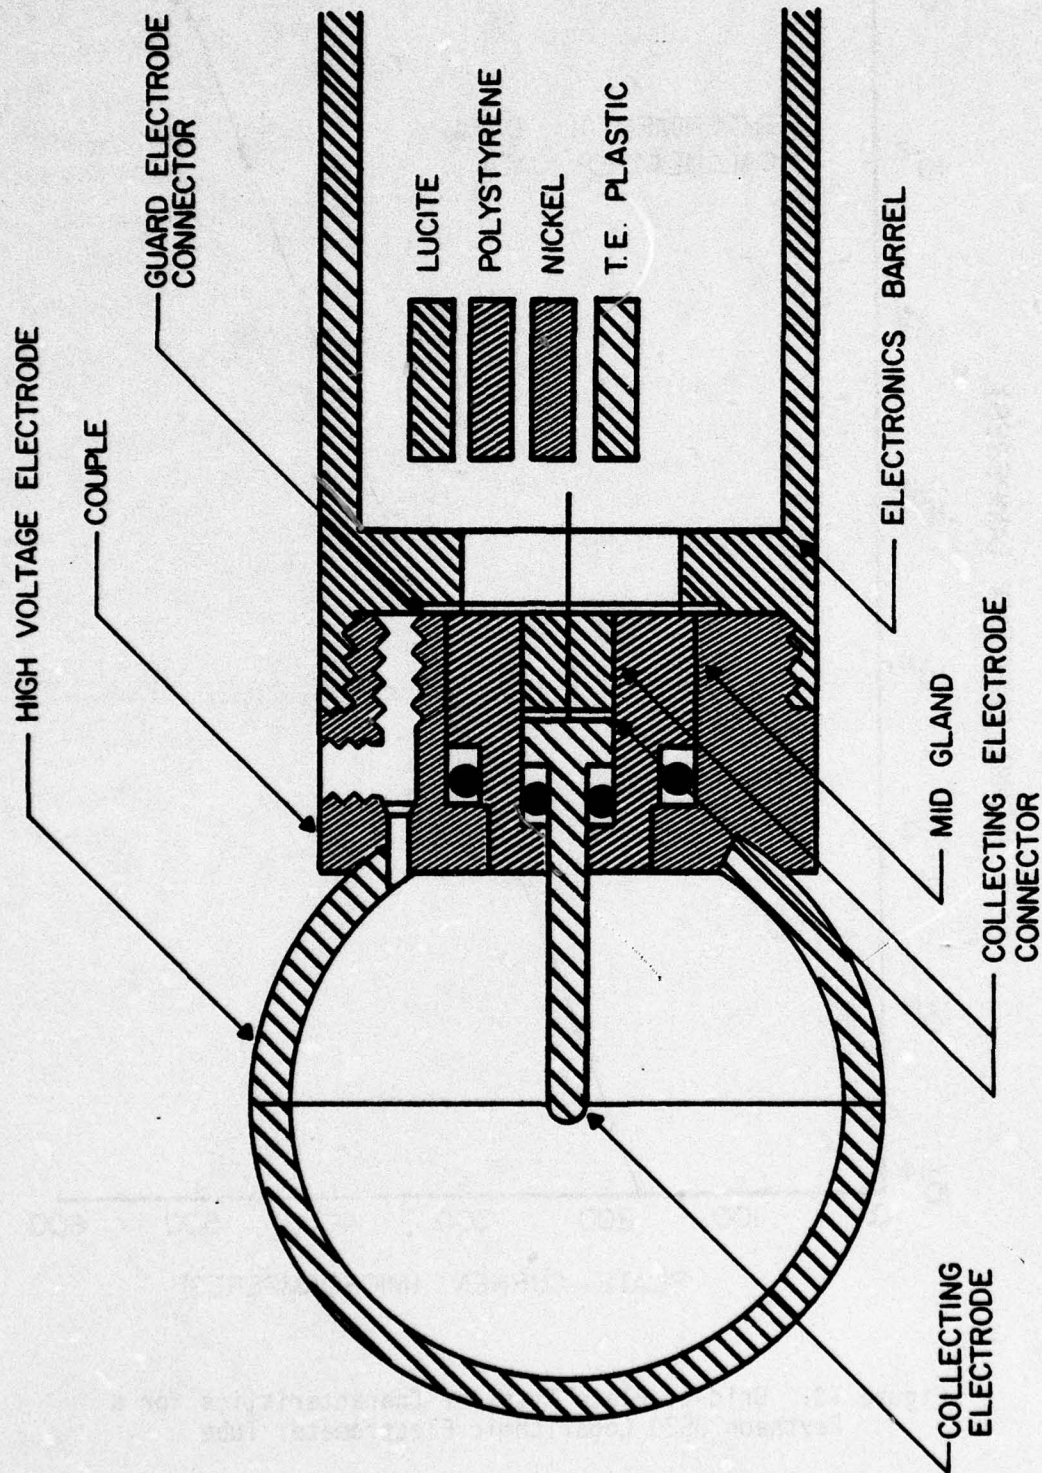 HIGH VOLTAGE ELECTRODE
COUPLE
GUARD ELECTRODE
CONNECTOR
LUCITE
POLYSTYRENE
NICKEL
T.E. PLASTIC
ELECTRONICS BARREL
MID GLAND
COLLECTING ELECTRODE
CONNECTOR
COLLECTING
ELECTRODE